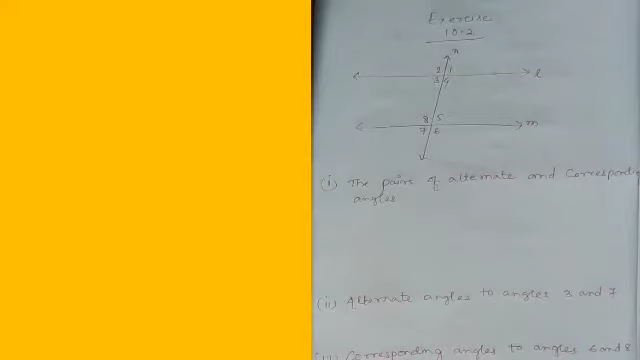 Exercise
10.2
n
2 1
l
3 4
8 5
m
7 6
(i) The pairs of alternate and Corresponding
angles
(ii) Alternate angles to angles 3 and 7
(iii) Corresponding angles to angles 6 and 8